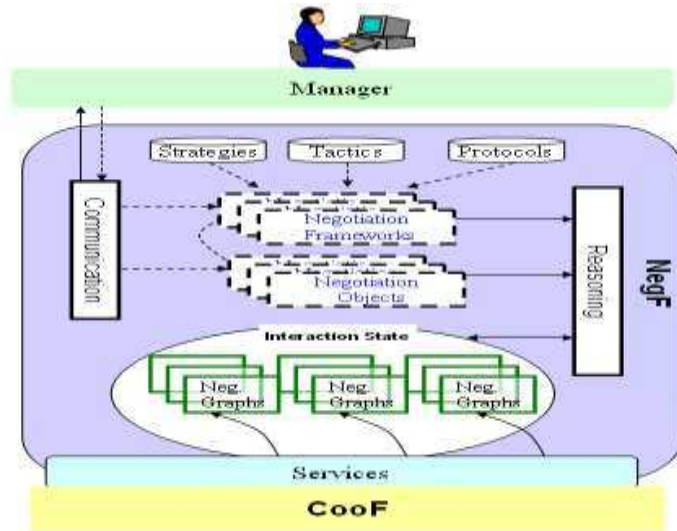 Manager
Strategies
Tactics
Protocols
Communication
Negotiation
Frameworks
Reasoning
NegF
Negotiation
Objects
Interaction State
Neg.
Graphs
Neg.
Graphs
Neg.
Graphs
Services
CooF